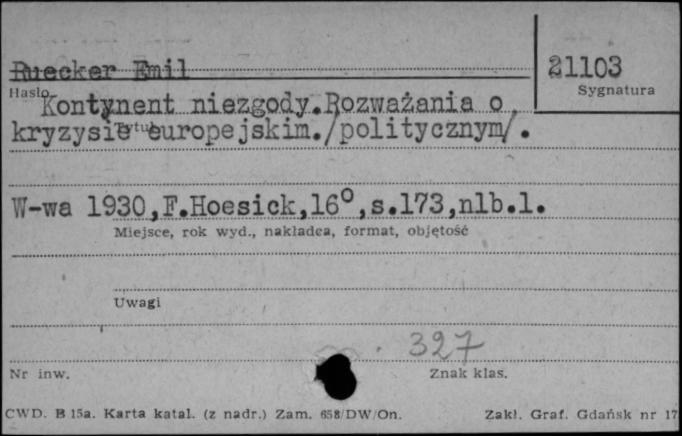 Ruecker Emil
21103
Hasło
Sygnatura
Kontynent niezgody.Rozważania o
kryzysie europejskim./politycznym/.
W-wa 1930,F.Hoesick,16°,s.173,nlb.1.
Miejsce, rok wyd., nakładca, format, objętość
Uwagi
327
Nr inw.
Znak klas.
CWD. B 15a. Karta katal. (z nadr.) Zam. 658/DW/On. Zakł. Graf. Gdańsk nr 17